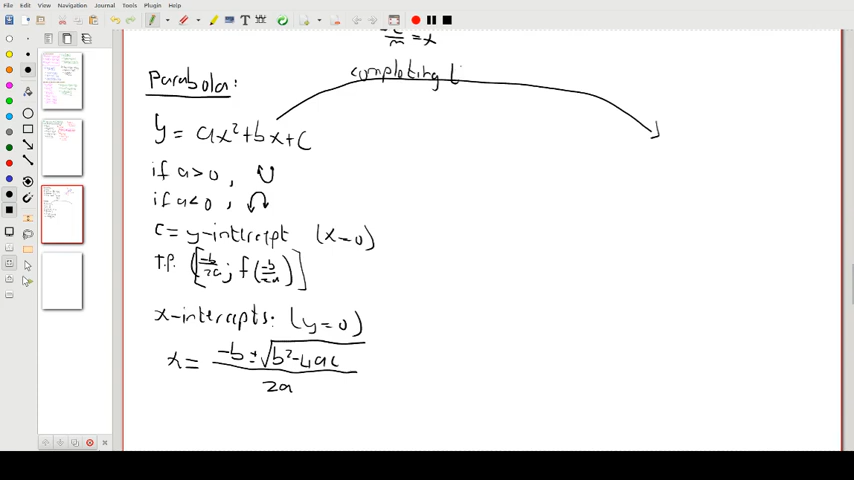 File Edit View Navigation Journal Tools Plugin Help
-c/m = x
Parabola:
complating t
y = ax²+bx+c
if a>0,
if a<0,
c= y-intercept (x=0)
T.P. [(-b/2a; f(-b/2a))]
x-intercepts: (y=0)
x = (-b ± √(b²-4ac))/2a